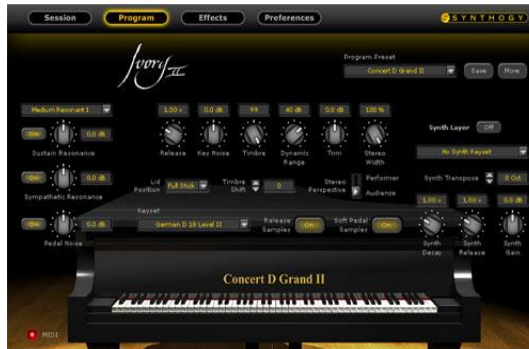 Session Program Effects Preferences SYNTHOGY
Ivory II
Program Preset
Concert D Grand II Save More
Medium Resonant 1 1.00 x 0.0 dB 99 40 dB 0.0 dB 100 %
On 0.0 dB
Sustain Resonance
Release Key Noise Timbre Dynamic Range Trim Stereo Width
Synth Layer Off
No Synth Keyset
On 0.0 dB
Sympathetic Resonance
Lid Position Full Stick Timbre Shift 0 Stereo Perspective Performer Audience
Synth Transpose 0 Oct
1.00 x 1.00 x 0.0 dB
On 0.0 dB
Pedal Noise
Keyset
German D 18 Level II Release Samples On Soft Pedal Samples On
Synth Decay Synth Release Synth Gain
Concert D Grand II
MIDI